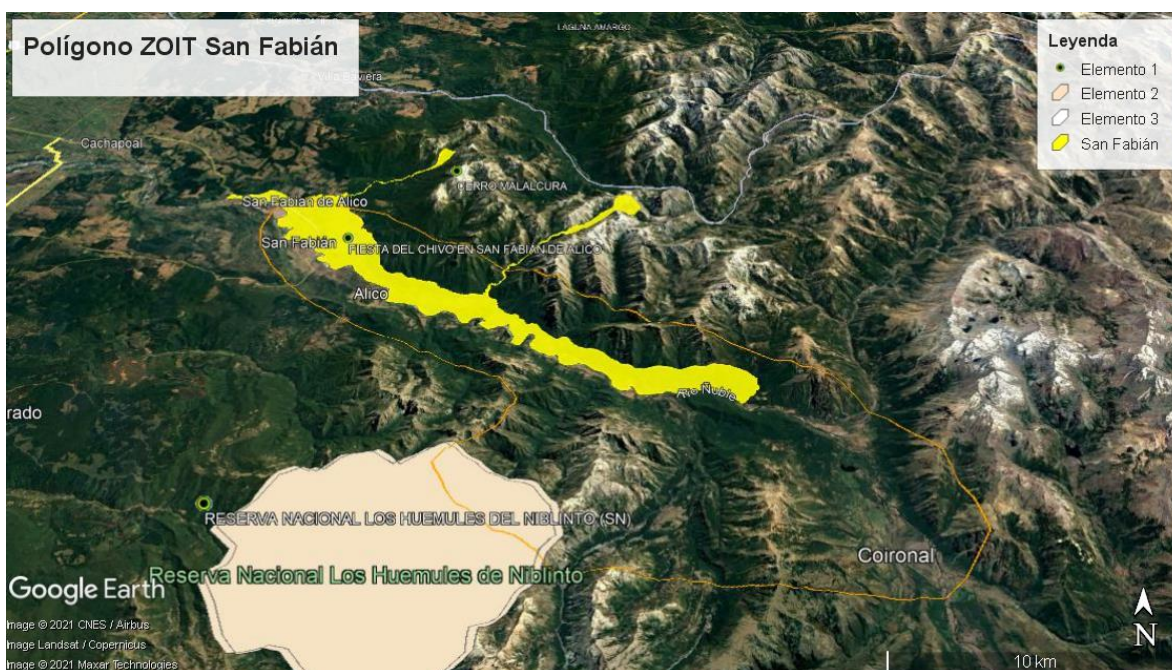 Polígono ZOIT San Fabián
LAGUNA AMARGO
Leyenda
Elemento 1
Elemento 2
Elemento 3
San Fabián
Cachapoal
CERRO MALALCURA
San Fabián de Alico
San Fabián
FIESTA DEL CHIVO EN SAN FABIAN DE ALICO
Alico
Río Ñuble
rado
RESERVA NACIONAL LOS HUEMULES DEL NIBLINTO (SN)
Reserva Nacional Los Huemules de Niblinto
Coironal
Google Earth
Image © 2021 CNES / Airbus
Image Landsat / Copernicus
Image © 2021 Maxar Technologies
N
10 km